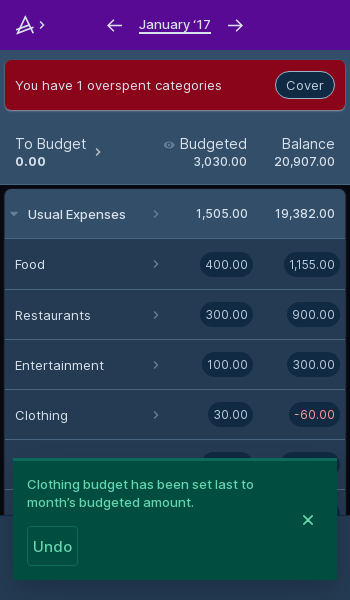 January ‘17
You have 1 overspent categories
Cover
To Budget Budgeted Balance
0.00 3,030.00 20,907.00
Usual Expenses 1,505.00 19,382.00
Food 400.00 1,155.00
Restaurants 300.00 900.00
Entertainment 100.00 300.00
Clothing 30.00 -60.00
Clothing budget has been set last to
month’s budgeted amount.
Undo